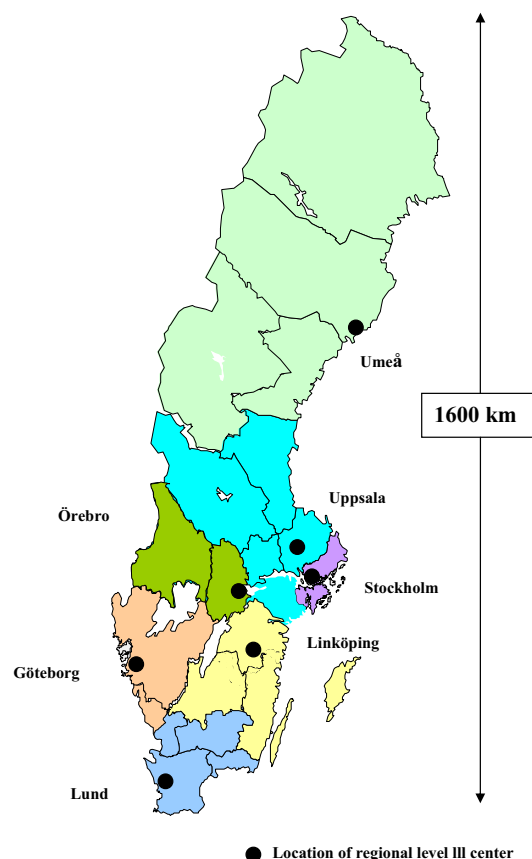 Umeå
1600 km
Uppsala
Örebro
Stockholm
Linköping
Göteborg
Lund
Location of regional level lll center